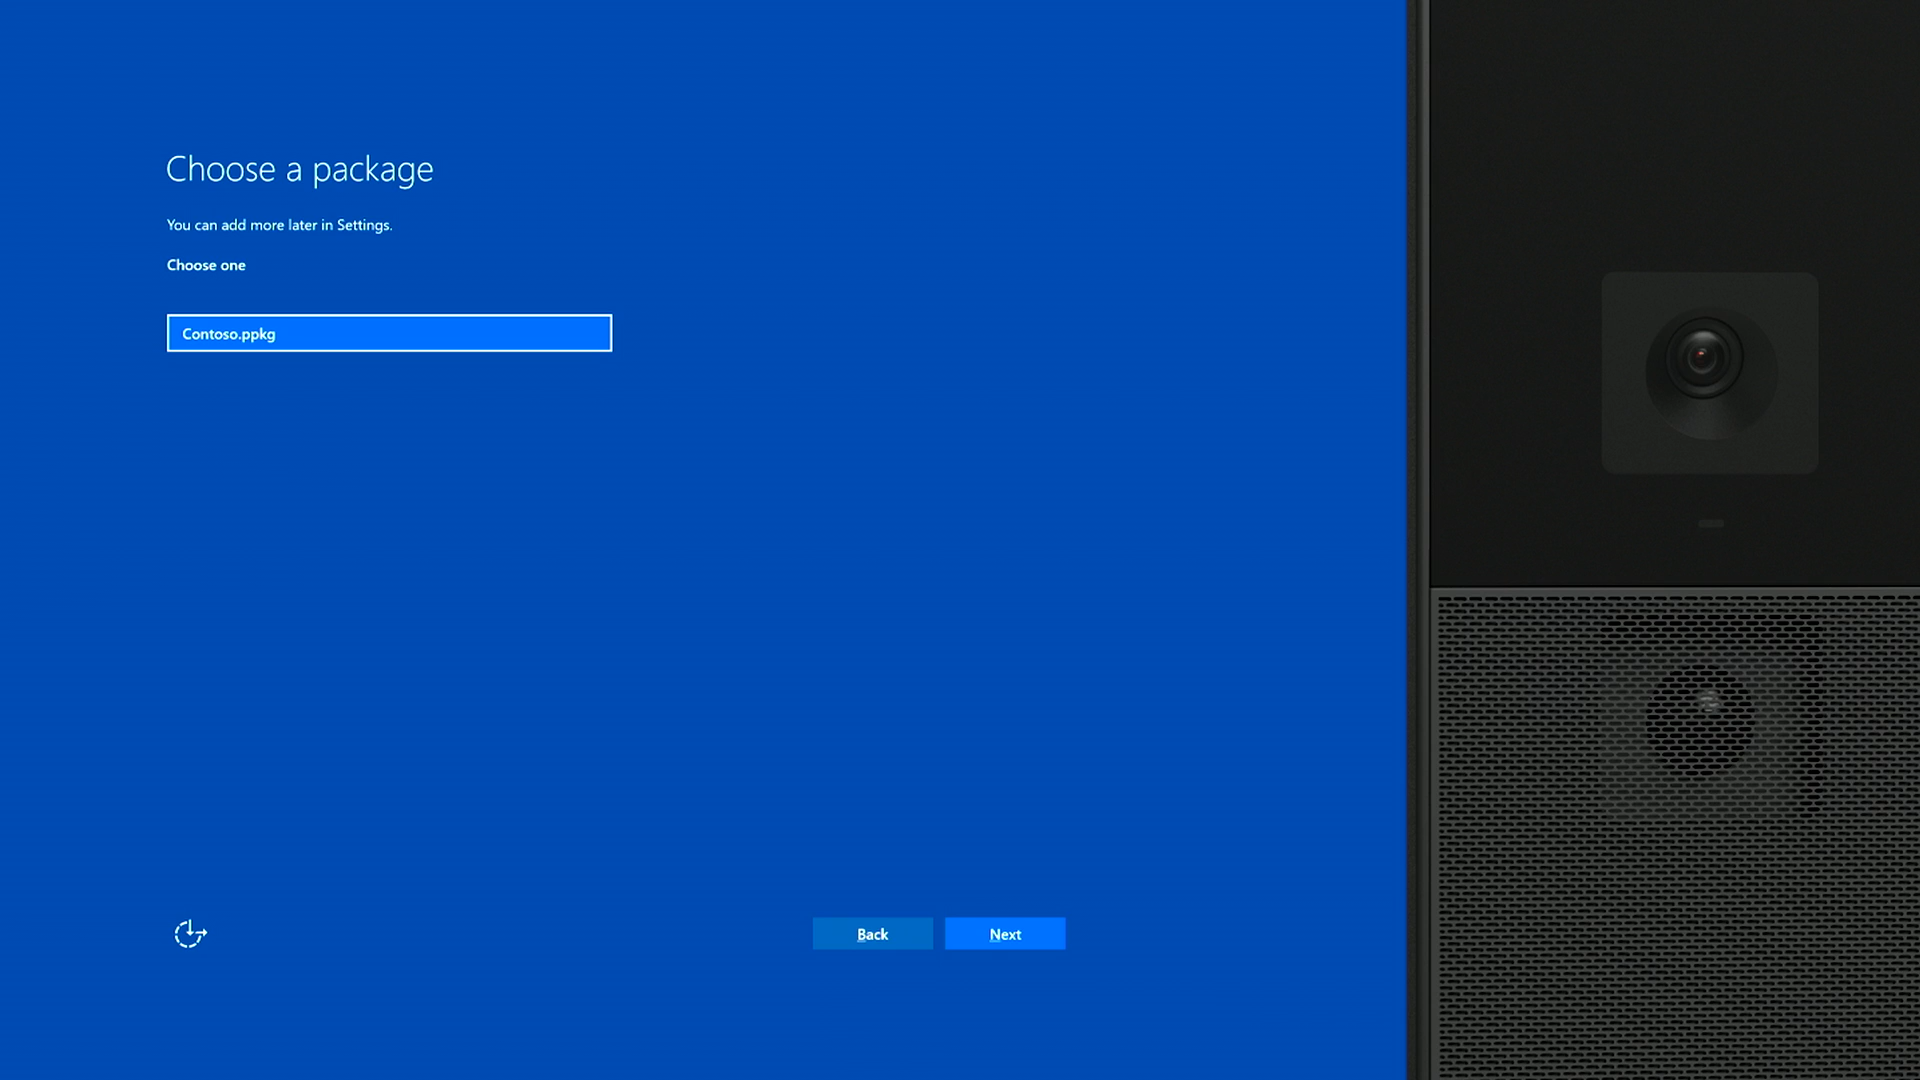 Choose a package
You can add more later in Settings.
Choose one
Contoso.ppkg
Back
Next